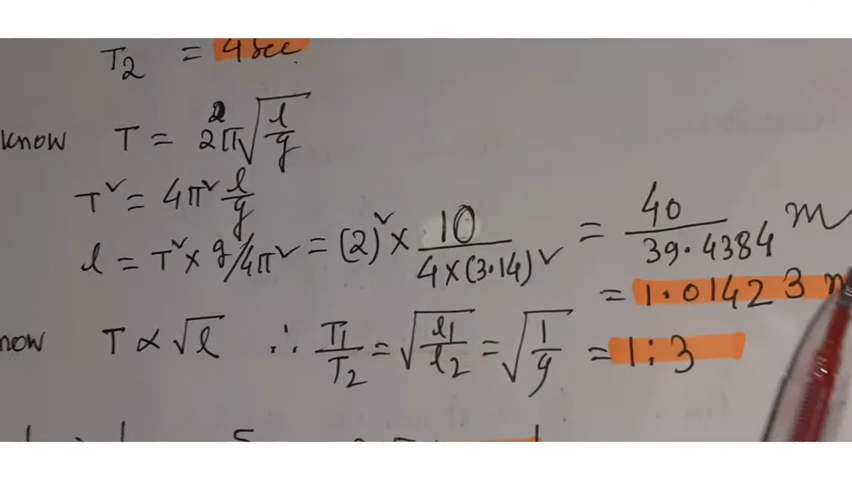 T₂ = 4 sec
know T = 2π√(l/g)
T² = 4π² l/g
l = T² × g/4π² = (2)² × 10/4×(3.14)² = 40/39.4384 m
= 1.01423 m
now T ∝ √l ∴ T₁/T₂ = √(l₁/l₂) = √(1/9) = 1:3